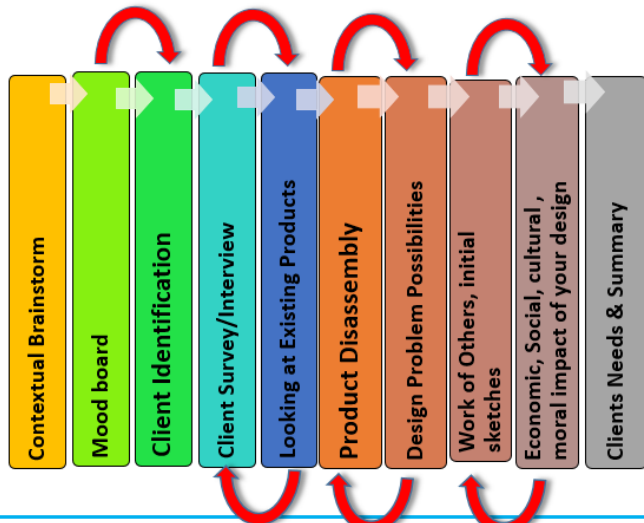 Contextual Brainstorm
Mood board
Client Identification
Client Survey/Interview
Looking at Existing Products
Product Disassembly
Design Problem Possibilities
Work of Others, initial
sketches
Economic, Social, cultural ,
moral impact of your design
Clients Needs & Summary